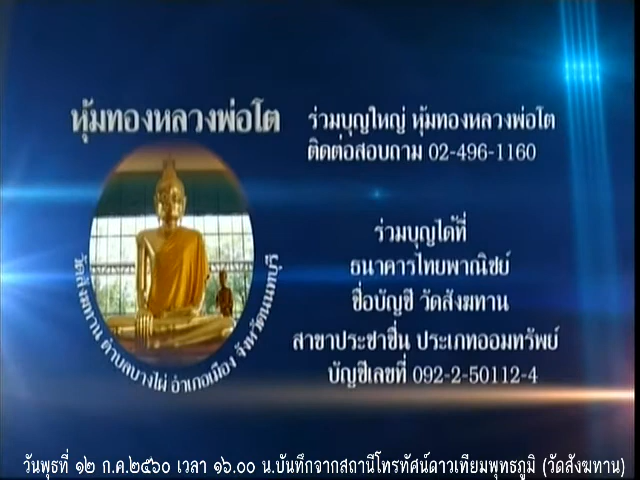 หุ้มทองหลวงพ่อโต
วัดสังฆทาน ตำบลบางไผ่ อำเภอเมือง จังหวัดนนทบุรี
ร่วมบุญใหญ่ หุ้มทองหลวงพ่อโต
ติดต่อสอบถาม 02-496-1160
ร่วมบุญได้ที่
ธนาคารไทยพาณิชย์
ชื่อบัญชี วัดสังฆทาน
สาขาประชาชื่น ประเภทออมทรัพย์
บัญชีเลขที่ 092-2-50112-4
วันพุธที่ ๑๒ ก.ค.๒๕๖๐ เวลา ๑๖.๐๐ น.บันทึกจากสถานีโทรทัศน์ดาวเทียมพุทธภูมิ (วัดสังฆทาน)